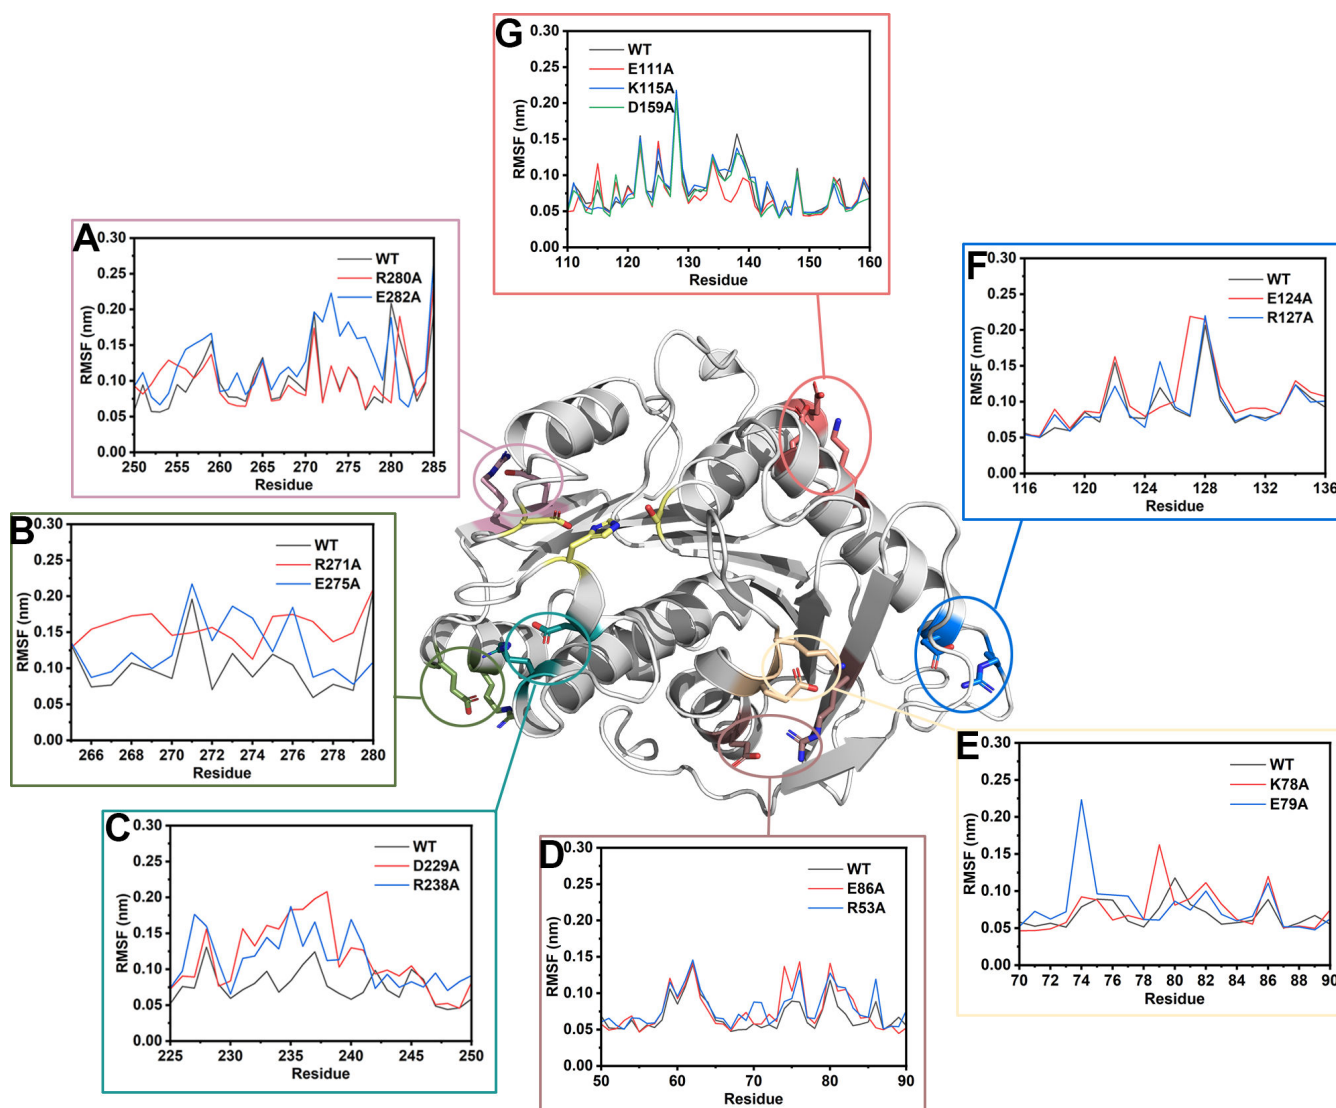 G
0.30
0.25
0.20
0.15
0.10
0.05
0.00
RMSF (nm)
WT
E111A
K115A
D159A
110 120 130 140 150 160
Residue
A
0.30
0.25
0.20
0.15
0.10
0.05
0.00
RMSF (nm)
WT
R280A
E282A
250 255 260 265 270 275 280 285
Residue
F
0.30
0.25
0.20
0.15
0.10
0.05
0.00
RMSF (nm)
WT
E124A
R127A
116 120 124 128 132 136
Residue
B
0.30
0.25
0.20
0.15
0.10
0.05
0.00
RMSF (nm)
WT
R271A
E275A
266 268 270 272 274 276 278 280
Residue
C
0.30
0.25
0.20
0.15
0.10
0.05
0.00
RMSF (nm)
WT
D229A
R238A
225 230 235 240 245 250
Residue
D
0.30
0.25
0.20
0.15
0.10
0.05
0.00
RMSF (nm)
WT
E86A
R53A
50 60 70 80 90
Residue
E
0.30
0.25
0.20
0.15
0.10
0.05
0.00
RMSF (nm)
WT
K78A
E79A
70 72 74 76 78 80 82 84 86 88 90
Residue